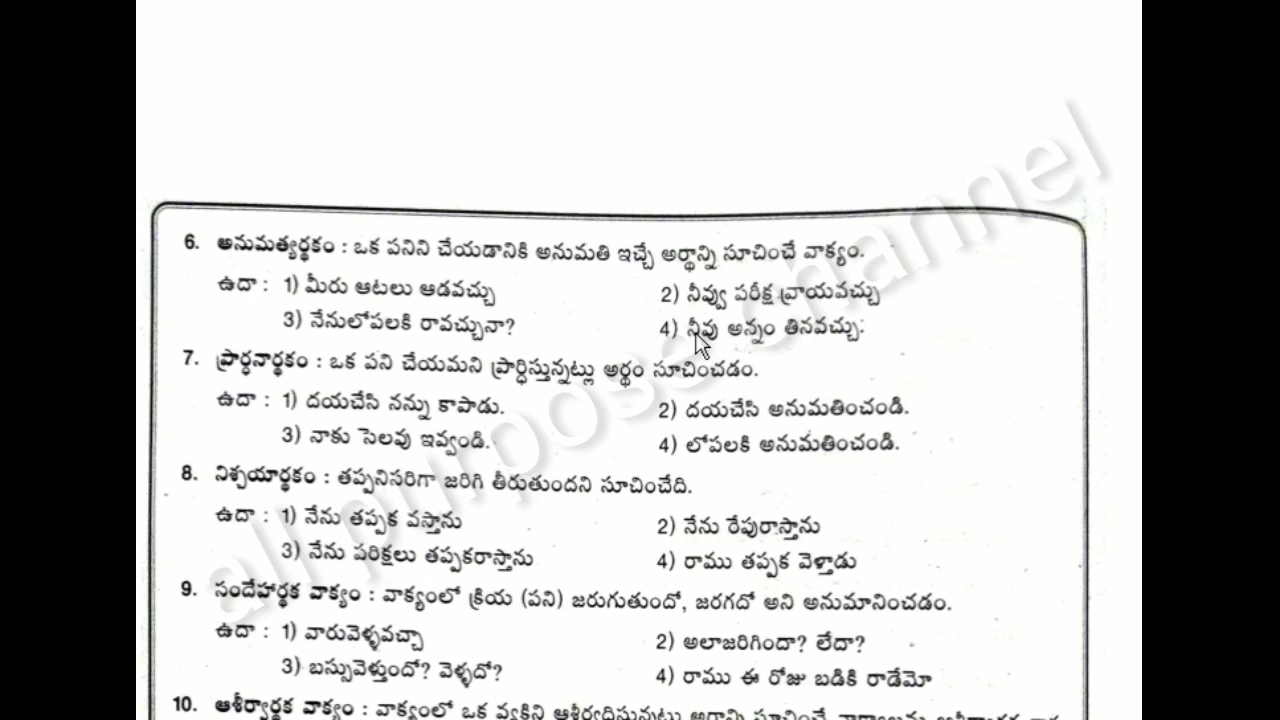 6. అనుమత్యర్థకం : ఒక పనిని చేయడానికి అనుమతి ఇచ్చే అర్థాన్ని సూచించే వాక్యం.
ఉదా : 1) మీరు ఆటలు ఆడవచ్చు 2) నీవ్వు పరీక్ష వ్రాయవచ్చు
3) నేనులోపలకి రావచ్చునా? 4) నీవు అన్నం తినవచ్చు.
7. ప్రార్థనార్థకం : ఒక పని చేయమని ప్రార్థిస్తున్నట్లు అర్థం సూచించడం.
ఉదా : 1) దయచేసి నన్ను కాపాడు. 2) దయచేసి అనుమతించండి.
3) నాకు సెలవు ఇవ్వండి. 4) లోపలకి అనుమతించండి.
8. నిశ్చయార్థకం : తప్పనిసరిగా జరిగి తీరుతుందని సూచించేది.
ఉదా : 1) నేను తప్పక వస్తాను 2) నేను రేపురాస్తాను
3) నేను పరిక్షలు తప్పకరాస్తాను 4) రాము తప్పక వెళ్తాడు
9. సందేహార్థక వాక్యం : వాక్యంలో క్రియ (పని) జరుగుతుందో, జరగదో అని అనుమానించడం.
ఉదా : 1) వారువెళ్ళవచ్చా 2) అలాజరిగిందా? లేదా?
3) బస్సువెళ్తుందో? వెళ్ళదో? 4) రాము ఈ రోజు బడికి రాడేమో
10. ఆశీర్వార్థక వాక్యం : వాక్యంలో ఒక వ్యక్తిని ఆశీర్వదిస్తున్నట్లు అర్థాన్ని సూచించే
all purpose channel